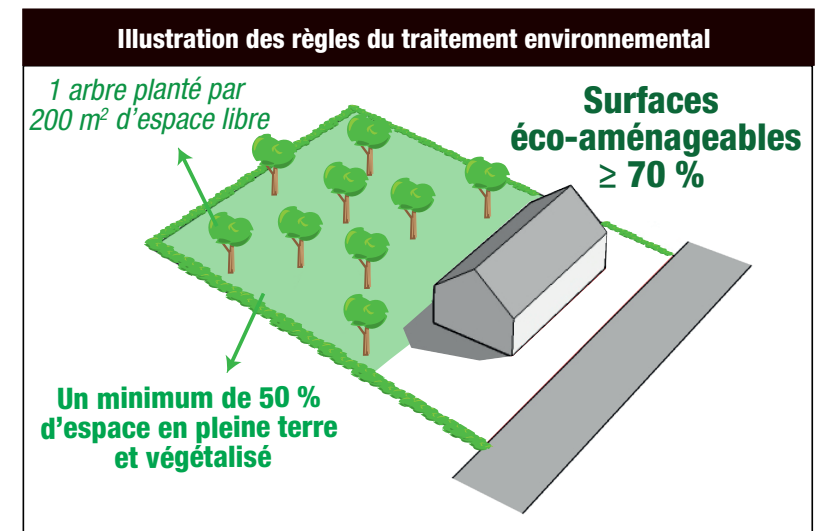 Illustration des règles du traitement environnemental
1 arbre planté par
200 m² d'espace libre
Surfaces
éco-aménageables
≥ 70 %
Un minimum de 50 %
d'espace en pleine terre
et végétalisé